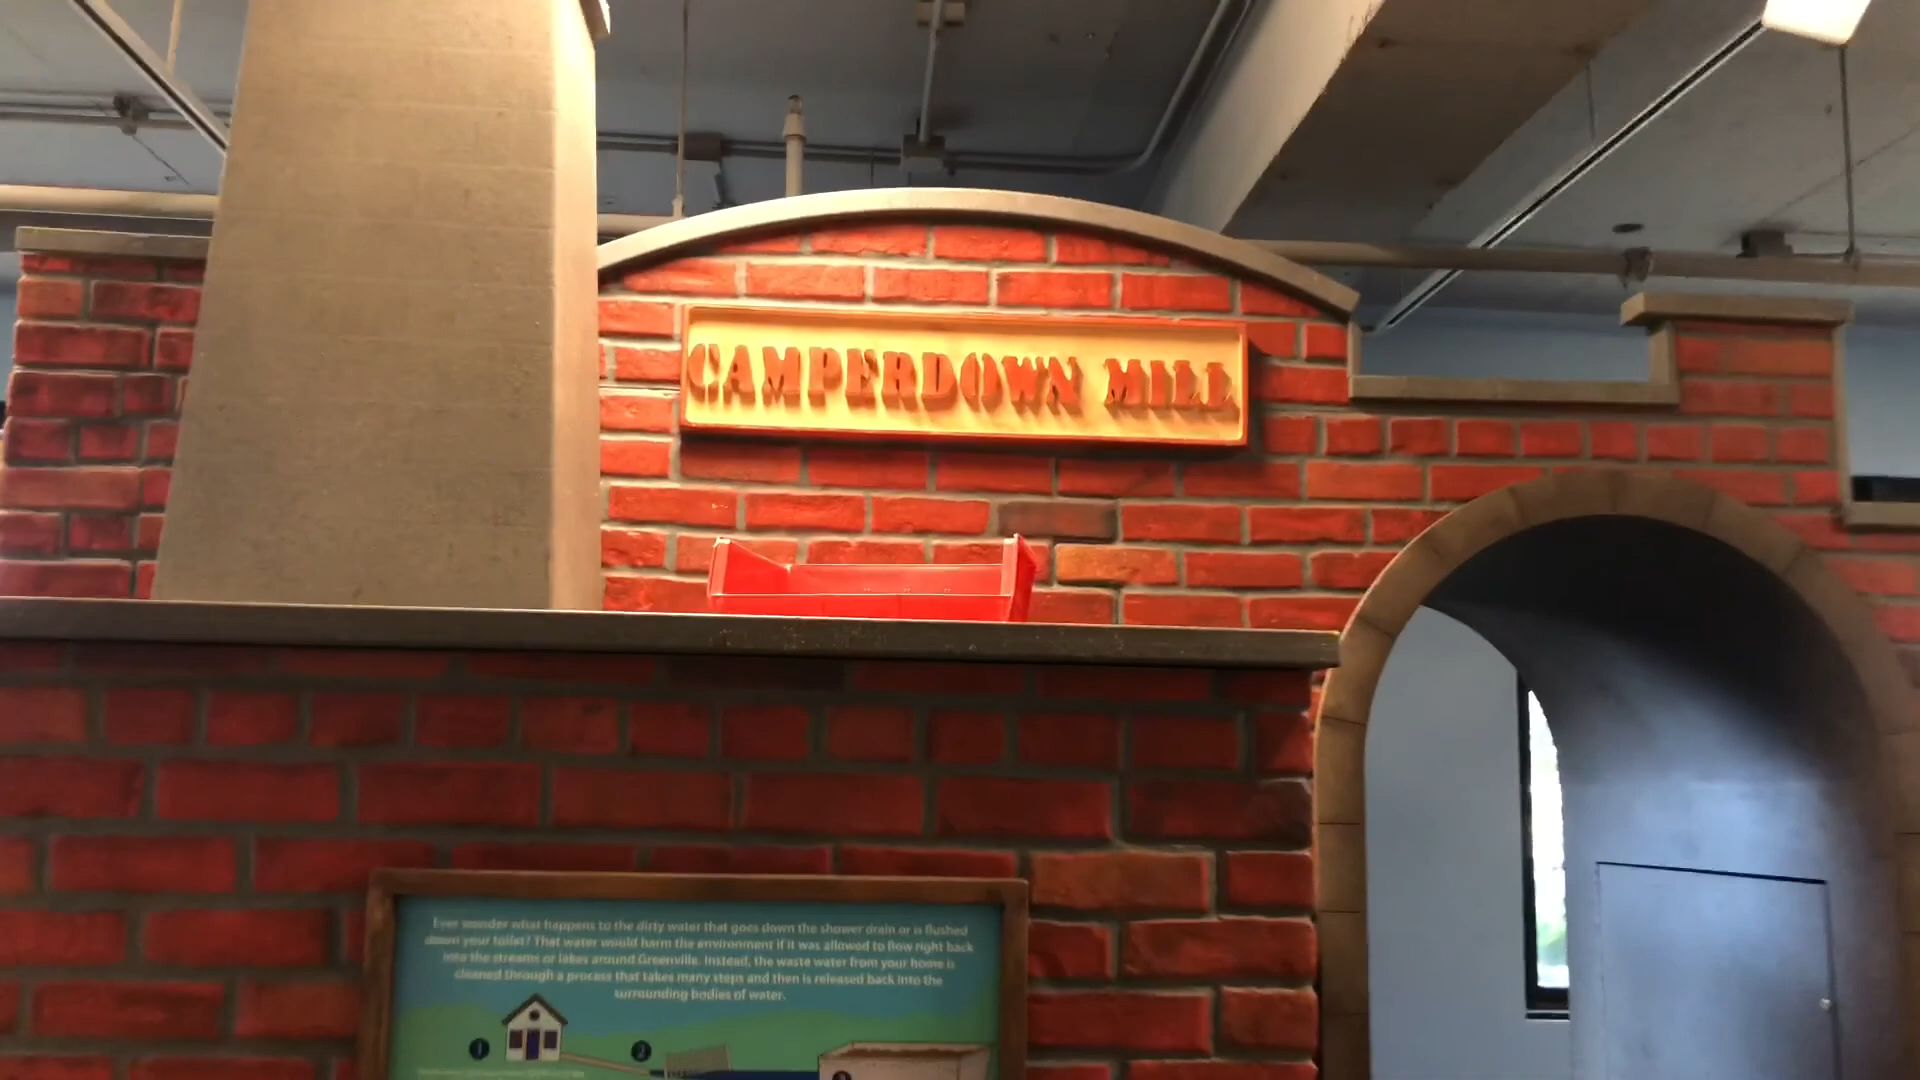 CAMPERDOWN MILL
Ever wonder what happens to the dirty water that goes down the shower drain or is flushed
down your toilet? That water would harm the environment if it was allowed to flow right back
into the streams or lakes around Greenville. Instead, the waste water from your home is
cleaned through a process that takes many steps and then is released back into the
surrounding bodies of water.
1
2
3